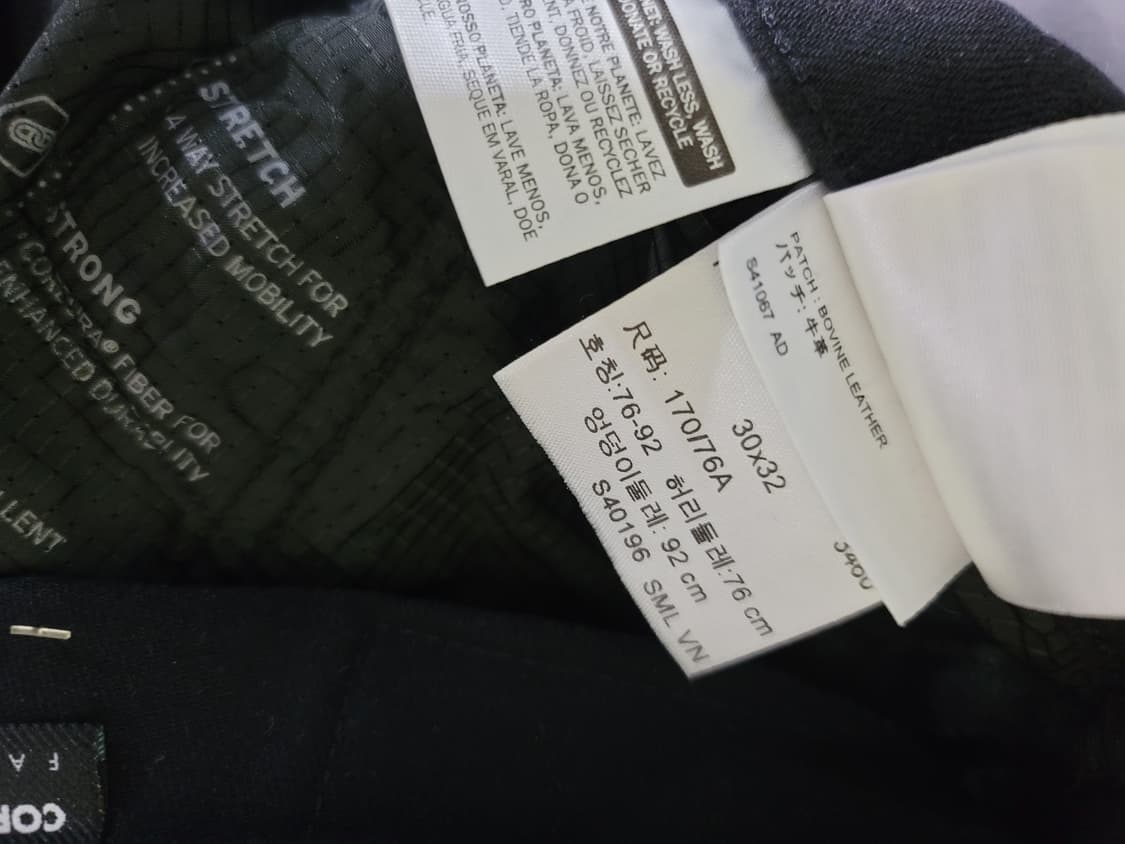 STRETCH
4 WAY STRETCH FOR
INCREASED MOBILITY
STRONG
CORDURA® FIBER FOR
ENHANCED DURABILITY
WASH LESS, WASH
DONATE OR RECYCLE
NOTRE PLANETE: LAVEZ
A FROID, LAISSEZ SECHER
DONNEZ OU RECYCLEZ
PLANETA: LAVA MENOS,
TIENDE LA ROPA, DONA O
NOSSO PLANETA: LAVE MENOS,
FRIA, SEQUE EM VARAL, DOE
PATCH : BOVINE LEATHER
パッチ: 牛革
S41067 AD
30x32
尺码: 170/76A
호칭:76-92 허리둘레:76 cm
엉덩이둘레: 92 cm
S40196 SML VN